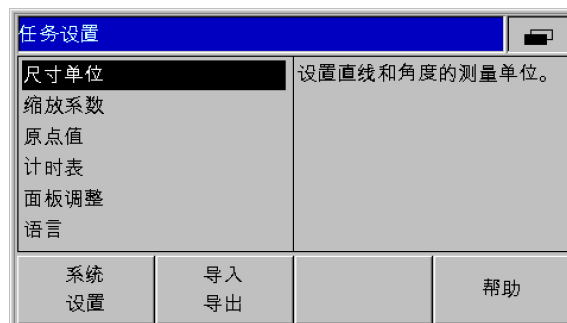 任务设置
尺寸单位
缩放系数
原点值
计时表
面板调整
语言
设置直线和角度的测量单位。
系统
设置
导入
导出
帮助